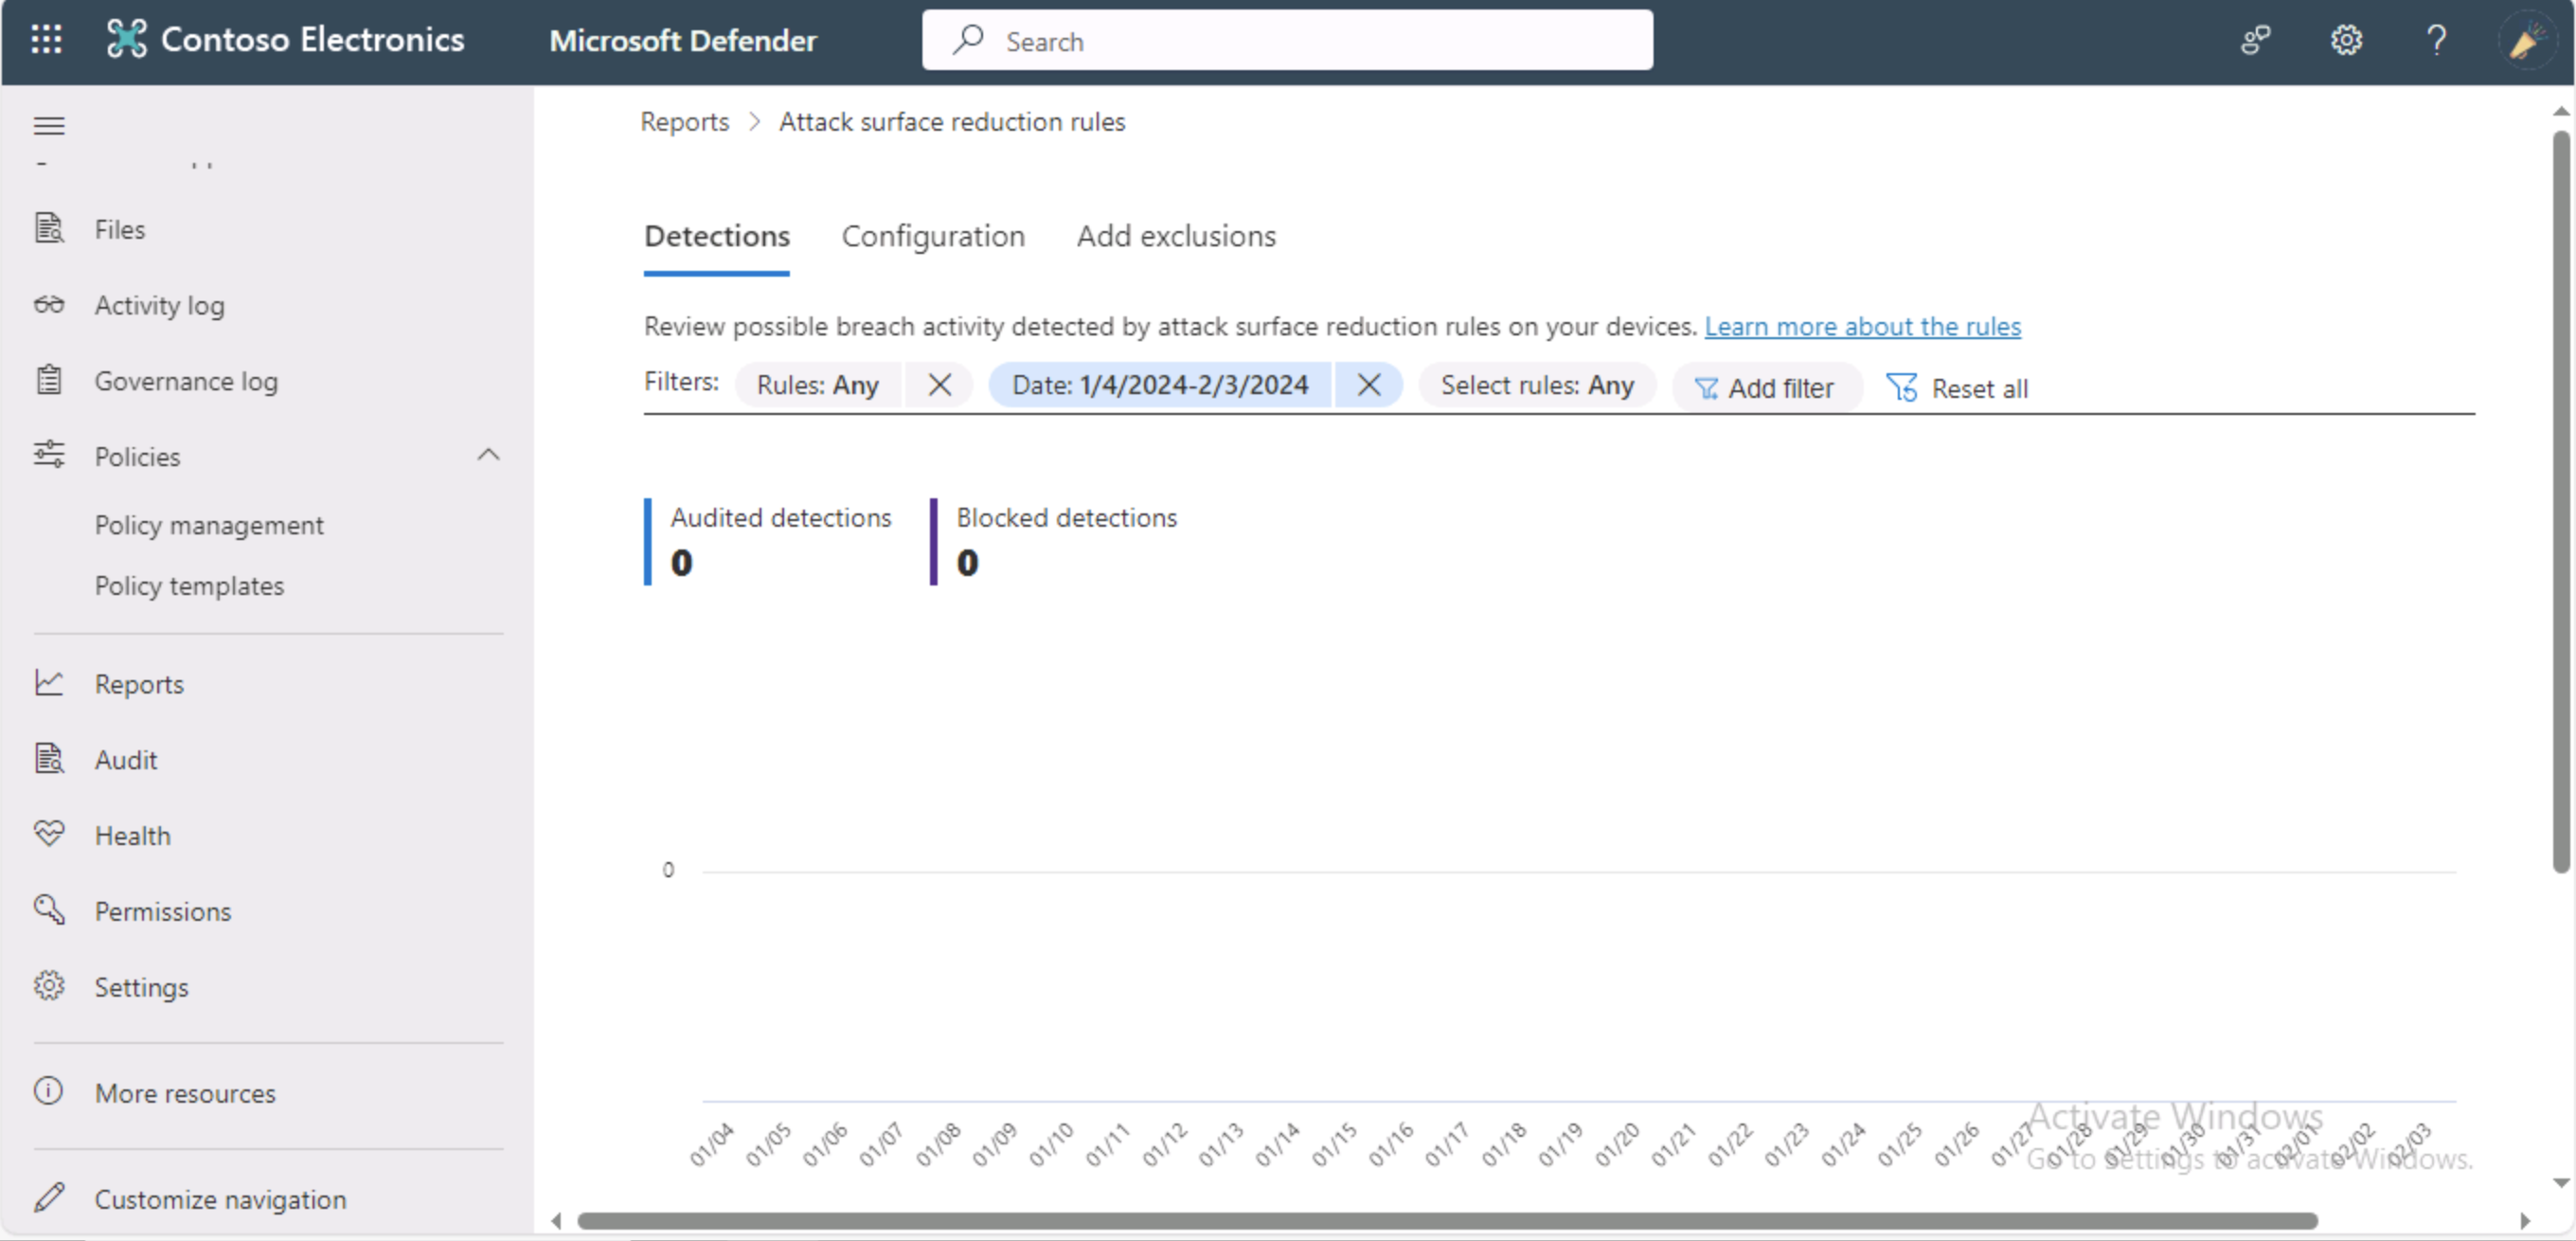 Contoso Electronics
Microsoft Defender
Search
Reports > Attack surface reduction rules
Files
Activity log
Governance log
Policies
Policy management
Policy templates
Reports
Audit
Health
Permissions
Settings
More resources
Customize navigation
Detections Configuration Add exclusions
Review possible breach activity detected by attack surface reduction rules on your devices. Learn more about the rules
Filters: Rules: Any Date: 1/4/2024-2/3/2024 Select rules: Any Add filter Reset all
Audited detections Blocked detections
0 0
0
01/04 01/05 01/06 01/07 01/08 01/09 01/10 01/11 01/12 01/13 01/14 01/15 01/16 01/17 01/18 01/19 01/20 01/21 01/22 01/23 01/24 01/25 01/26 01/27 01/28 01/29 01/30 01/31 02/01 02/02 02/03
Activate Windows
Go to Settings to activate Windows.